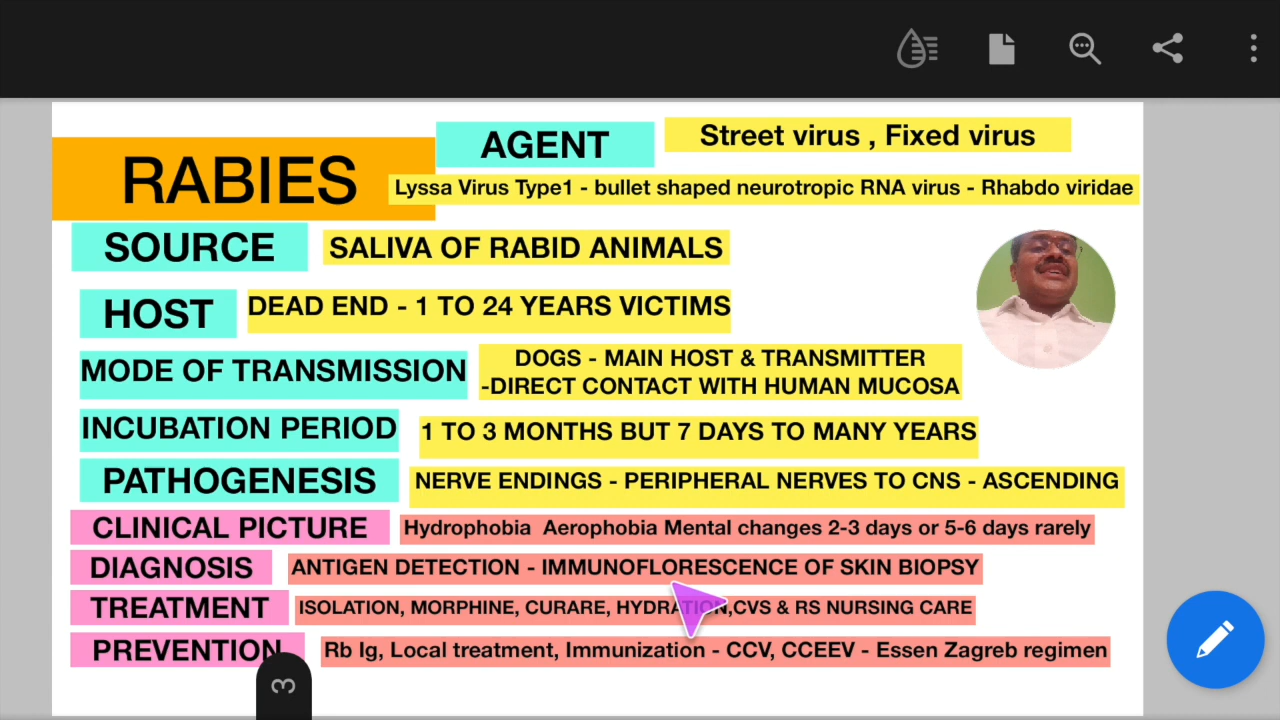 RABIES
AGENT
Street virus , Fixed virus
Lyssa Virus Type1 - bullet shaped neurotropic RNA virus - Rhabdo viridae
SOURCE
SALIVA OF RABID ANIMALS
HOST
DEAD END - 1 TO 24 YEARS VICTIMS
MODE OF TRANSMISSION
DOGS - MAIN HOST & TRANSMITTER
-DIRECT CONTACT WITH HUMAN MUCOSA
INCUBATION PERIOD
1 TO 3 MONTHS BUT 7 DAYS TO MANY YEARS
PATHOGENESIS
NERVE ENDINGS - PERIPHERAL NERVES TO CNS - ASCENDING
CLINICAL PICTURE
Hydrophobia Aerophobia Mental changes 2-3 days or 5-6 days rarely
DIAGNOSIS
ANTIGEN DETECTION - IMMUNOFLORESCENCE OF SKIN BIOPSY
TREATMENT
ISOLATION, MORPHINE, CURARE, HYDRATION,CVS & RS NURSING CARE
PREVENTION
Rb Ig, Local treatment, Immunization - CCV, CCEEV - Essen Zagreb regimen
3